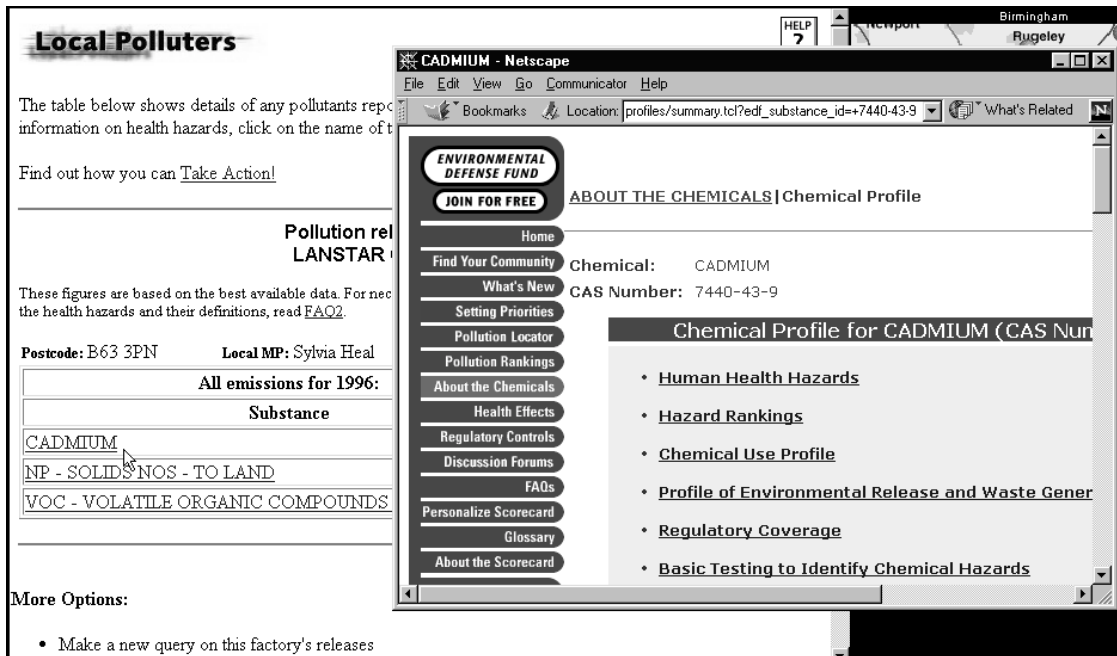 Local Polluters
HELP
?
The table below shows details of any pollutants
information on health hazards, click on the name of
Find out how you can Take Action!
Pollution
LANSTAR
These figures are based on the best available data. For
the health hazards and their definitions, read FAQ2.
Postcode: B63 3PN Local MP: Sylvia Heal
All emissions for 1996:
Substance
CADMIUM
NP - SOLIDS NOS - TO LAND
VOC - VOLATILE ORGANIC COMPOUNDS
More Options:
• Make a new query on this factory's releases
Birmingham
Newport
Rugeley
CADMIUM - Netscape
File Edit View Go Communicator Help
Bookmarks Location: profiles/summary.tcl?edf_substance_id=+7440-43-9 What's Related N
ENVIRONMENTAL
DEFENSE FUND
JOIN FOR FREE
Home
Find Your Community
What's New
Setting Priorities
Pollution Locator
Pollution Rankings
About the Chemicals
Health Effects
Regulatory Controls
Discussion Forums
FAQs
Personalize Scorecard
Glossary
About the Scorecard
ABOUT THE CHEMICALS | Chemical Profile
Chemical: CADMIUM
CAS Number: 7440-43-9
Chemical Profile for CADMIUM (CAS Num
• Human Health Hazards
• Hazard Rankings
• Chemical Use Profile
• Profile of Environmental Release and Waste Gener
• Regulatory Coverage
• Basic Testing to Identify Chemical Hazards